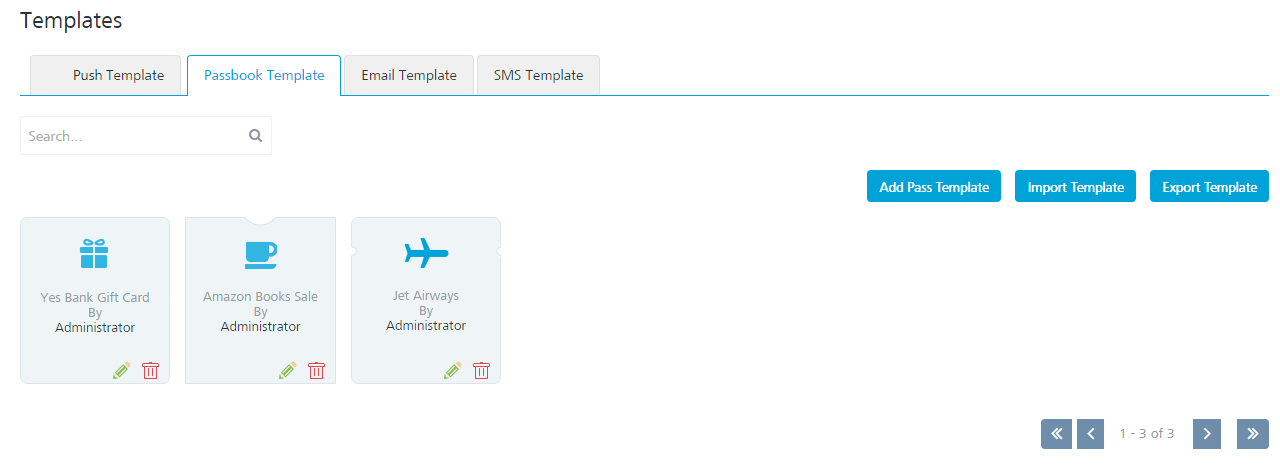 Templates
Push Template
Passbook Template
Email Template
SMS Template
Search...
Add Pass Template
Import Template
Export Template
Yes Bank Gift Card
By
Administrator
Amazon Books Sale
By
Administrator
Jet Airways
By
Administrator
1 - 3 of 3